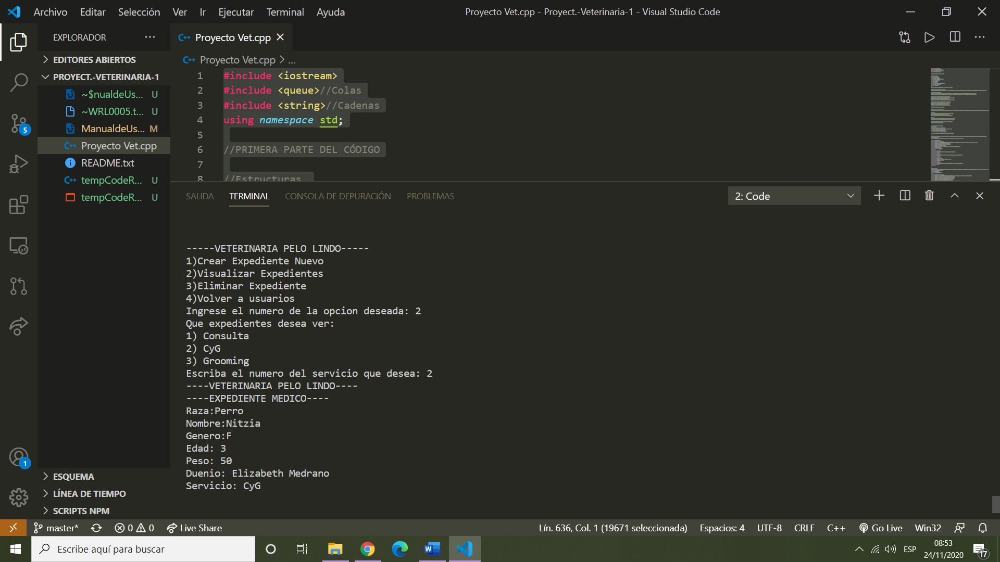 Archivo Editar Selección Ver Ir Ejecutar Terminal Ayuda
Proyecto Vet.cpp - Proyect.-Veterinaria-1 - Visual Studio Code
EXPLORADOR
EDITORES ABIERTOS
PROYECT.-VETERINARIA-1
~$nualdeUs... U
~WRL0005.t... U
ManualdeUs... M
Proyecto Vet.cpp
README.txt
tempCodeR... U
tempCodeR... U
ESQUEMA
LÍNEA DE TIEMPO
SCRIPTS NPM
5
1
Proyecto Vet.cpp
Proyecto Vet.cpp > ...
1 #include <iostream>
2 #include <queue>//Colas
3 #include <string>//Cadenas
4 using namespace std;
5
6 //PRIMERA PARTE DEL CÓDIGO
7
8 //Estructuras
SALIDA TERMINAL CONSOLA DE DEPURACIÓN PROBLEMAS
2: Code
-----VETERINARIA PELO LINDO-----
1)Crear Expediente Nuevo
2)Visualizar Expedientes
3)Eliminar Expediente
4)Volver a usuarios
Ingrese el numero de la opcion deseada: 2
Que expedientes desea ver:
1) Consulta
2) CyG
3) Grooming
Escriba el numero del servicio que desea: 2
----VETERINARIA PELO LINDO----
----EXPEDIENTE MEDICO----
Raza:Perro
Nombre:Nitzia
Genero:F
Edad: 3
Peso: 50
Duenio: Elizabeth Medrano
Servicio: CyG
master* 0 0 Live Share
Lín. 636, Col. 1 (19671 seleccionada) Espacios: 4 UTF-8 CRLF C++ Go Live Win32
Escribe aquí para buscar
ESP
08:53
24/11/2020
17